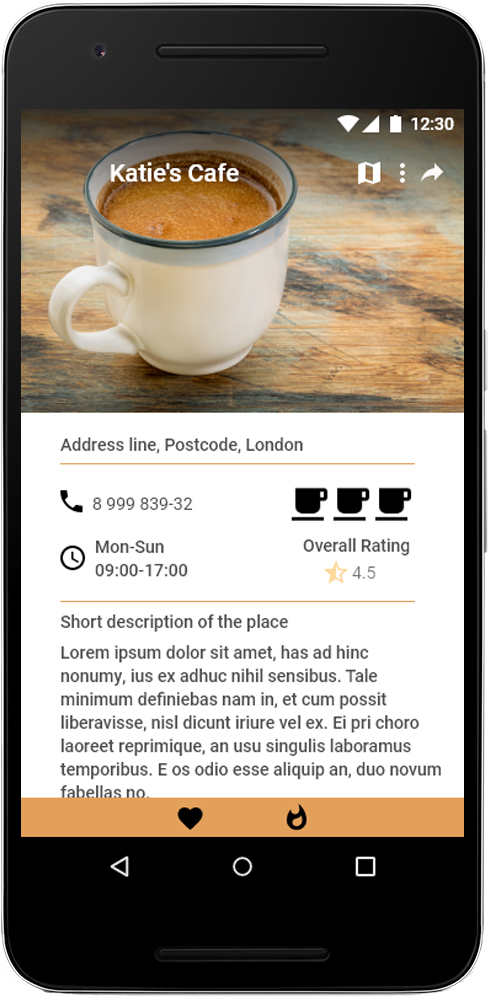 12:30
Katie's Cafe
Address line, Postcode, London
8 999 839-32
Mon-Sun
09:00-17:00
Overall Rating
4.5
Short description of the place
Lorem ipsum dolor sit amet, has ad hinc
nonumy, ius ex adhuc nihil sensibus. Tale
minimum definiebas nam in, et cum possit
liberavisse, nisl dicunt iriure vel ex. Ei pri choro
laoreet reprimique, an usu singulis laboramus
temporibus. E os odio esse aliquip an, duo novum
fabellas no.